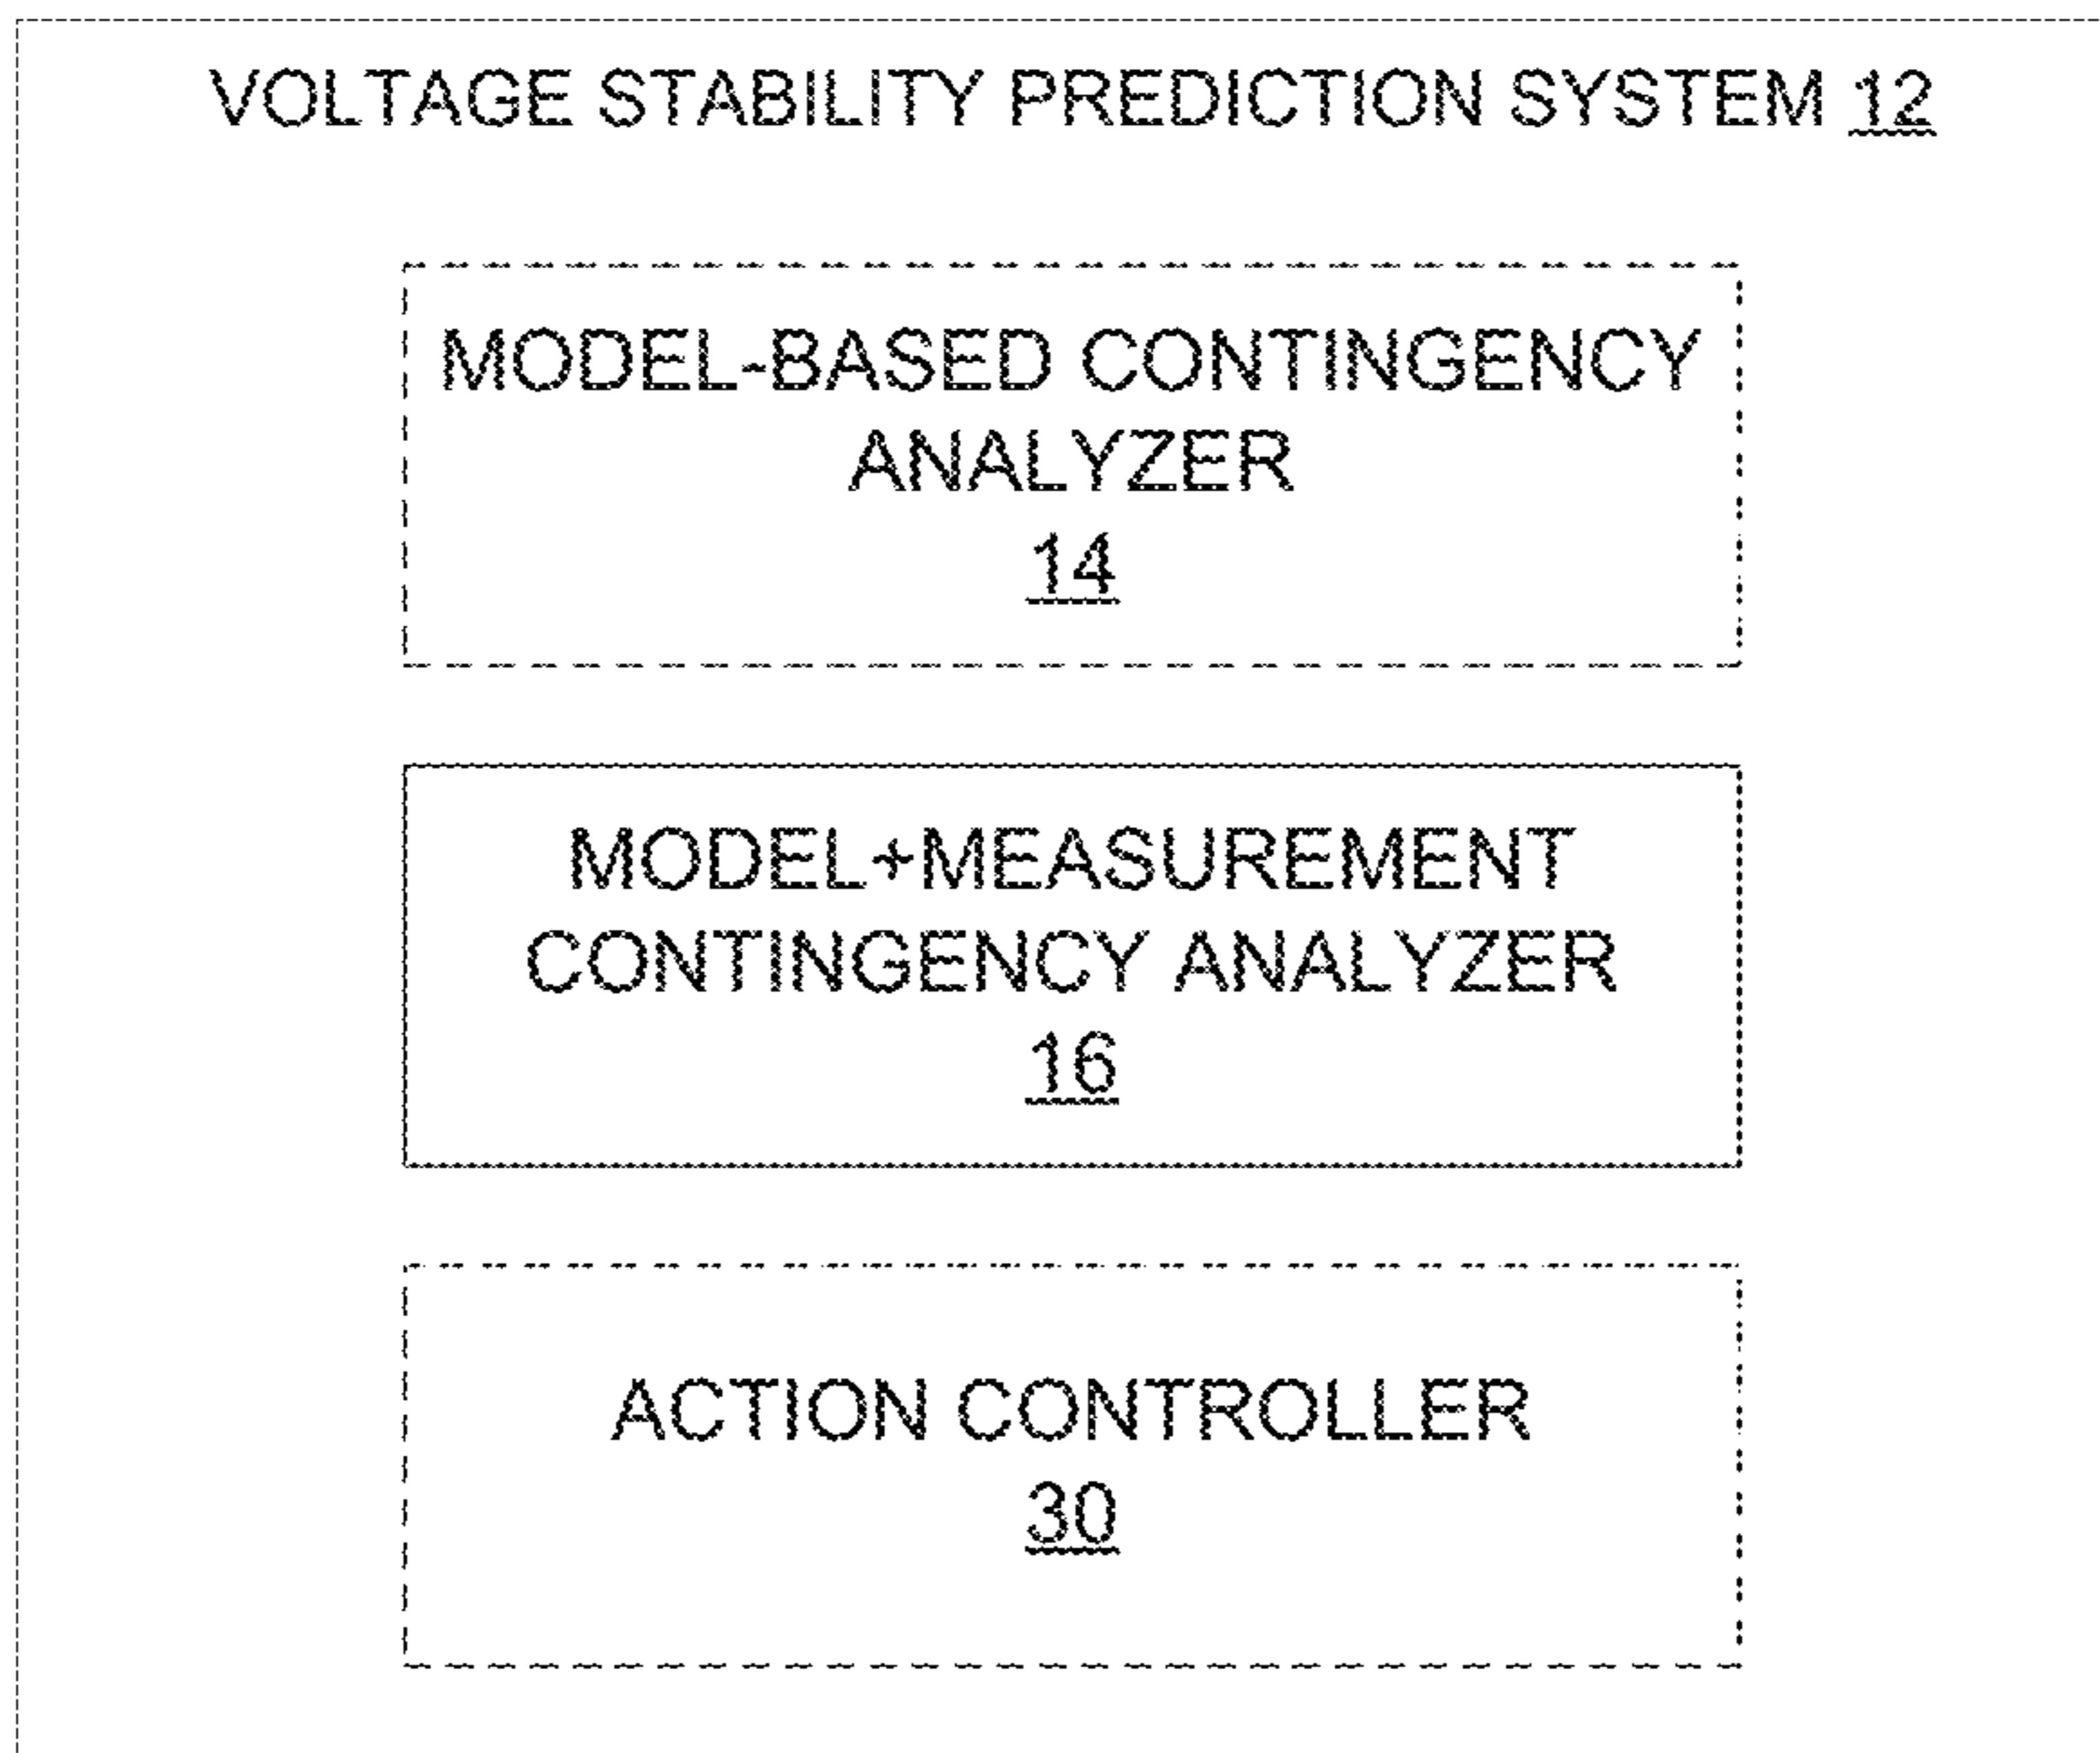 VOLTAGE STABILITY PREDICTION SYSTEM 12
MODEL-BASED CONTINGENCY
ANALYZER
14
MODEL+MEASUREMENT
CONTINGENCY ANALYZER
16
ACTION CONTROLLER
30